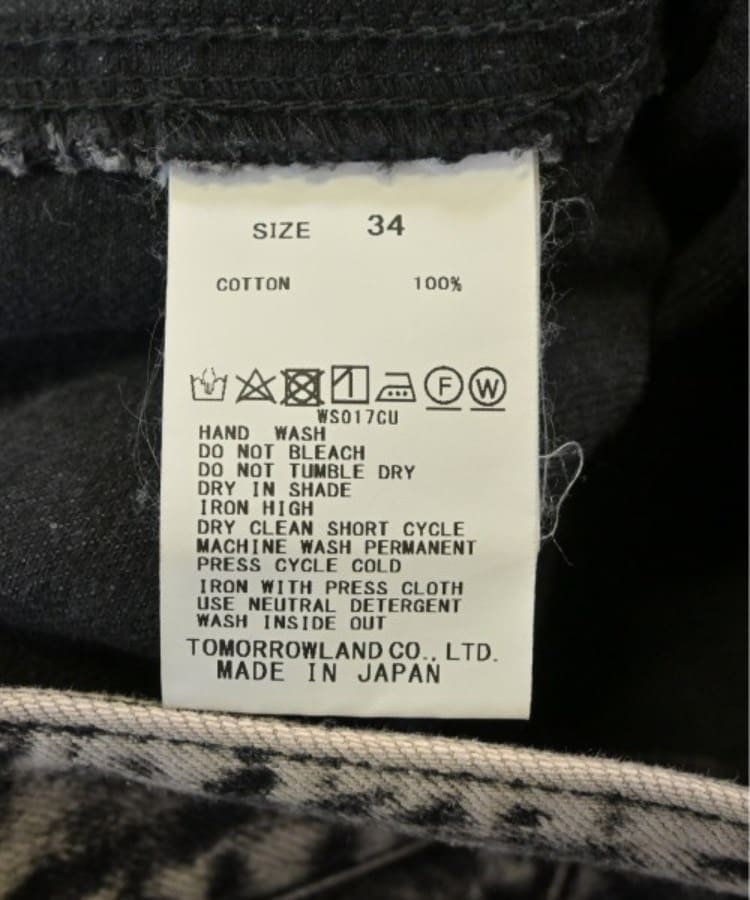 SIZE 34
COTTON 100%
F W
WS017CU
HAND WASH
DO NOT BLEACH
DO NOT TUMBLE DRY
DRY IN SHADE
IRON HIGH
DRY CLEAN SHORT CYCLE
MACHINE WASH PERMANENT
PRESS CYCLE COLD
IRON WITH PRESS CLOTH
USE NEUTRAL DETERGENT
WASH INSIDE OUT
TOMORROWLAND CO., LTD.
MADE IN JAPAN